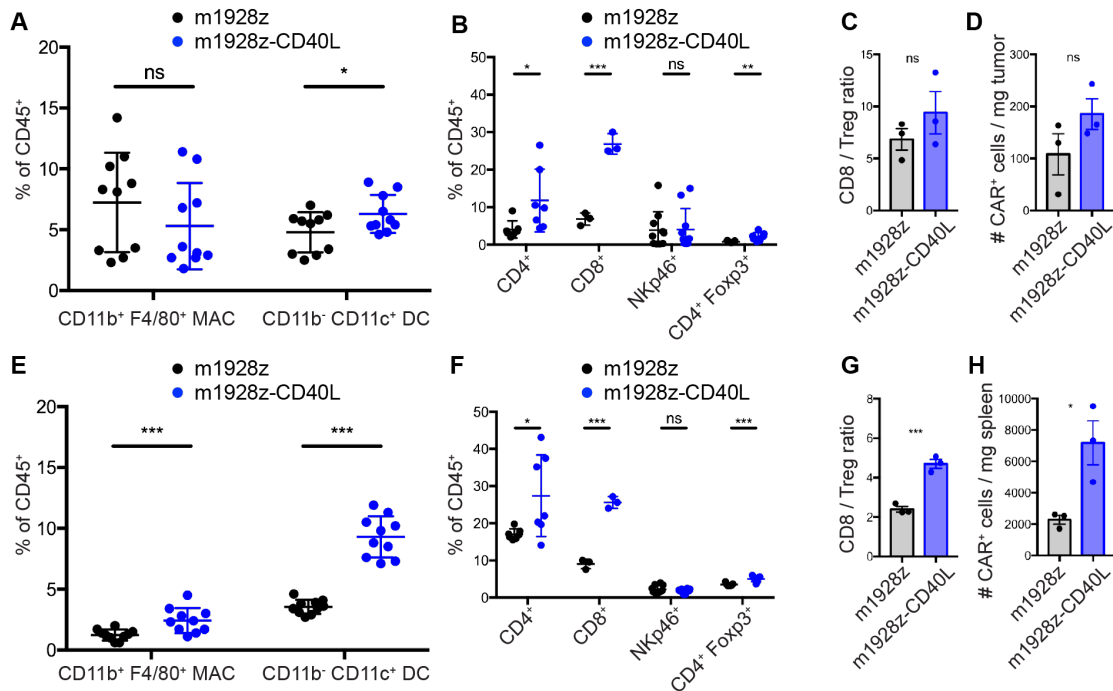 A
m1928z
m1928z-CD40L
% of CD45⁺
20
15
10
5
0
ns
*
CD11b⁺ F4/80⁺ MAC
CD11b⁻ CD11c⁺ DC
B
m1928z
m1928z-CD40L
% of CD45⁺
50
40
30
20
10
0
*
***
ns
**
CD4⁺
CD8⁺
NKp46⁺
CD4⁺ Foxp3⁺
C
CD8 / Treg ratio
15
10
5
0
ns
m1928z
m1928z-CD40L
D
# CAR⁺ cells / mg tumor
300
200
100
0
ns
m1928z
m1928z-CD40L
E
m1928z
m1928z-CD40L
% of CD45⁺
20
15
10
5
0
***
***
CD11b⁺ F4/80⁺ MAC
CD11b⁻ CD11c⁺ DC
F
m1928z
m1928z-CD40L
% of CD45⁺
50
40
30
20
10
0
*
***
ns
***
CD4⁺
CD8⁺
NKp46⁺
CD4⁺ Foxp3⁺
G
CD8 / Treg ratio
8
6
4
2
0
***
m1928z
m1928z-CD40L
H
# CAR⁺ cells / mg spleen
10000
8000
6000
4000
2000
0
*
m1928z
m1928z-CD40L